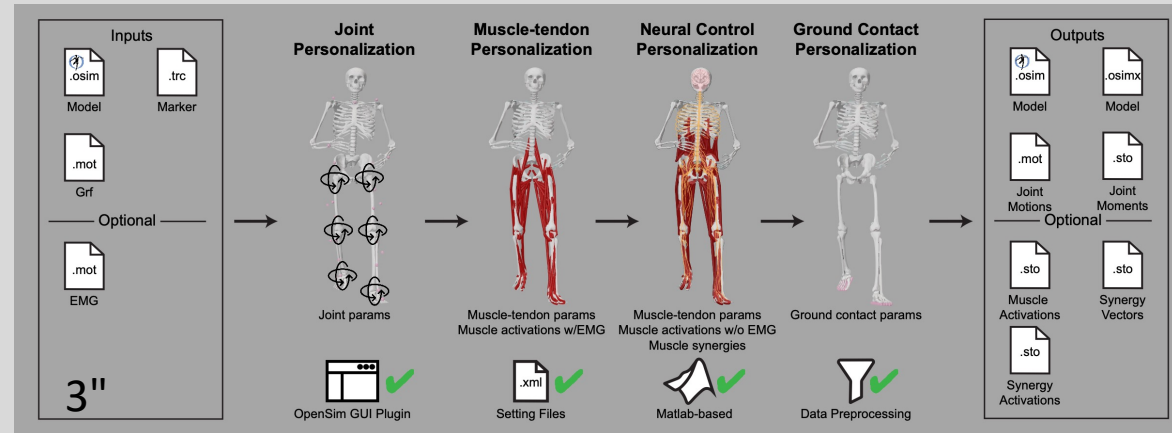 Inputs
.osim
Model
.trc
Marker
.mot
Grf
Optional
.mot
EMG
3"
Joint
Personalization
Joint params
OpenSim GUI Plugin
Muscle-tendon
Personalization
Muscle-tendon params
Muscle activations w/EMG
.xml
Setting Files
Neural Control
Personalization
Muscle-tendon params
Muscle activations w/o EMG
Muscle synergies
Matlab-based
Ground Contact
Personalization
Ground contact params
Data Preprocessing
Outputs
.osim
Model
.osimx
Model
.mot
Joint
Motions
.sto
Joint
Moments
Optional
.sto
Muscle
Activations
.sto
Synergy
Vectors
.sto
Synergy
Activations